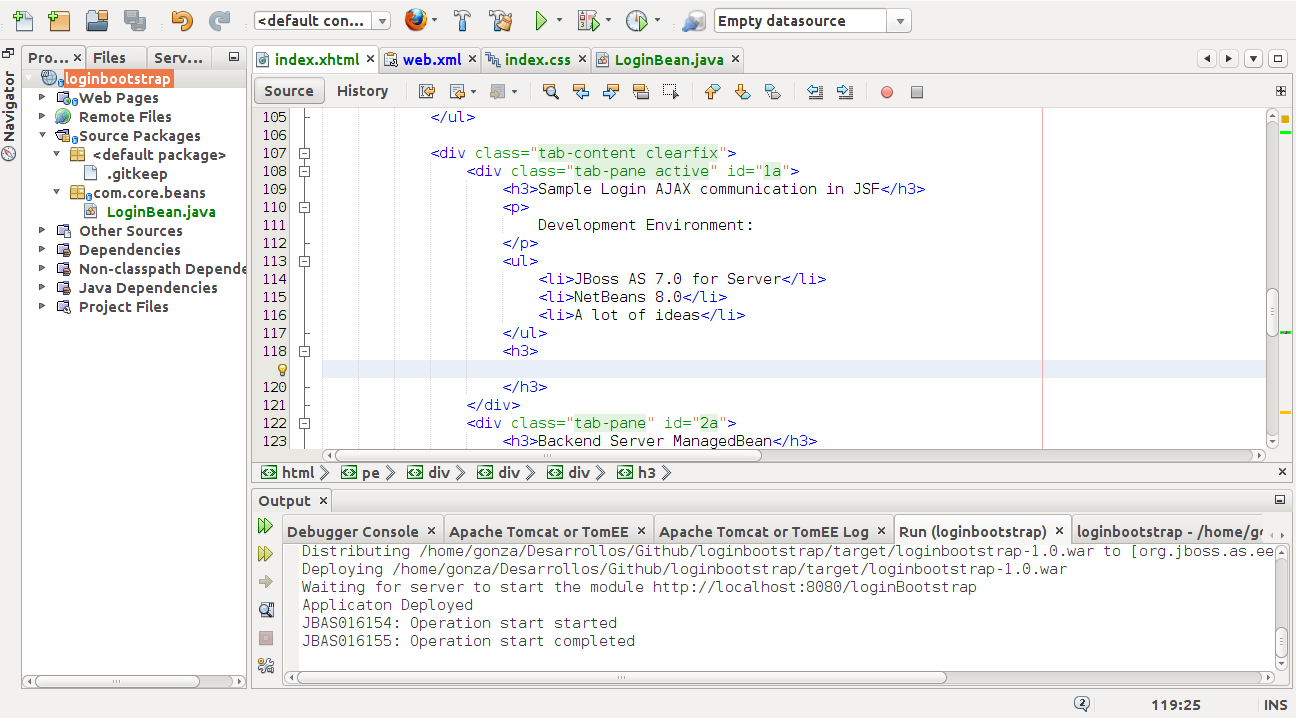 <default con...
Empty datasource
Pro...
Files
Serv...
Navigator
loginbootstrap
Web Pages
Remote Files
Source Packages
<default package>
.gitkeep
com.core.beans
LoginBean.java
Other Sources
Dependencies
Non-classpath Depende
Java Dependencies
Project Files
index.xhtml
web.xml
index.css
LoginBean.java
Source
History
105 </ul>
106
107 <div class="tab-content clearfix">
108 <div class="tab-pane active" id="1a">
109 <h3>Sample Login AJAX communication in JSF</h3>
110 <p>
111 Development Environment:
112 </p>
113 <ul>
114 <li>JBoss AS 7.0 for Server</li>
115 <li>NetBeans 8.0</li>
116 <li>A lot of ideas</li>
117 </ul>
118 <h3>
120 </h3>
121 </div>
122 <div class="tab-pane" id="2a">
123 <h3>Backend Server ManagedBean</h3>
html
pe
div
div
div
h3
Output
Debugger Console
Apache Tomcat or TomEE
Apache Tomcat or TomEE Log
Run (loginbootstrap)
loginbootstrap - /home/go
Distributing /home/gonza/Desarrollos/Github/loginbootstrap/target/loginbootstrap-1.0.war to [org.jboss.as.ee
Deploying /home/gonza/Desarrollos/Github/loginbootstrap/target/loginbootstrap-1.0.war
Waiting for server to start the module http://localhost:8080/loginBootstrap
Applicaton Deployed
JBAS016154: Operation start started
JBAS016155: Operation start completed
2
119:25
INS